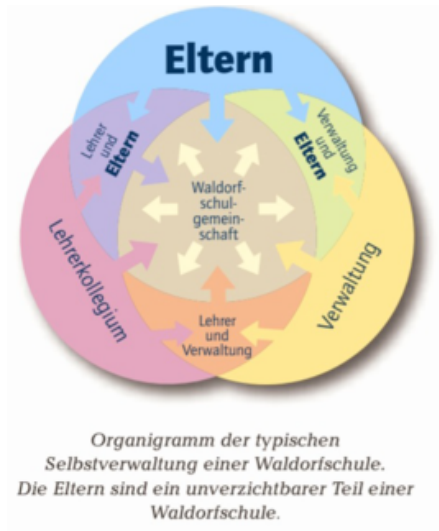 Eltern
Lehrer
und
Eltern
Verwaltung
und
Eltern
Waldorf-
schul-
gemein-
schaft
Lehrerkollegium
Verwaltung
Lehrer
und
Verwaltung
Organigramm der typischen
Selbstverwaltung einer Waldorfschule.
Die Eltern sind ein unverzichtbarer Teil einer
Waldorfschule.